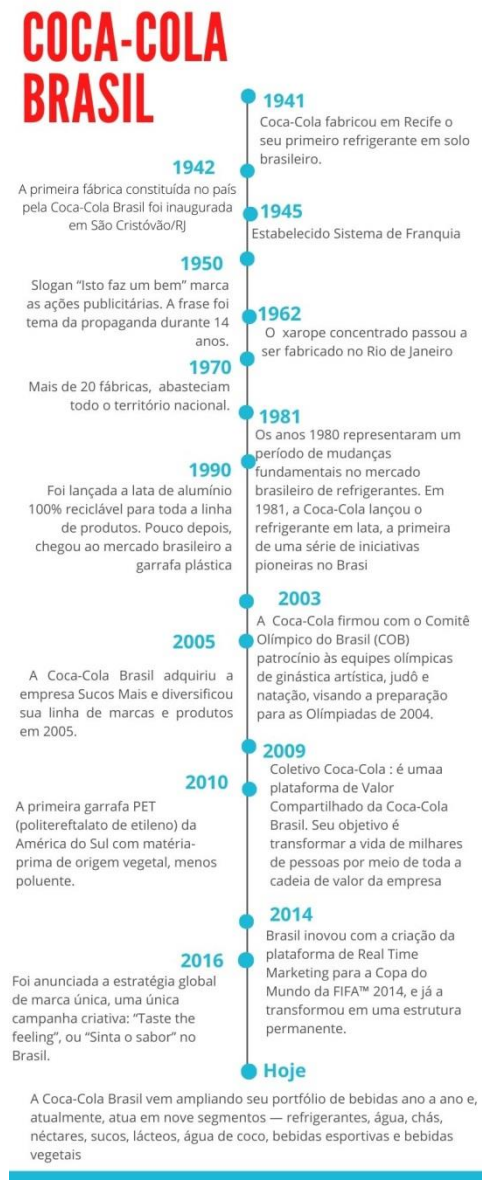 COCA-COLA
BRASIL
1941
Coca-Cola fabricou em Recife o
seu primeiro refrigerante em solo
brasileiro.
1942
A primeira fábrica constituída no país
pela Coca-Cola Brasil foi inaugurada
em São Cristóvão/RJ
1945
Estabelecido Sistema de Franquia
1950
Slogan “Isto faz um bem” marca
as ações publicitárias. A frase foi
tema da propaganda durante 14
anos.
1962
O xarope concentrado passou a
ser fabricado no Rio de Janeiro
1970
Mais de 20 fábricas, abasteciam
todo o território nacional.
1981
Os anos 1980 representaram um
período de mudanças
fundamentais no mercado
brasileiro de refrigerantes. Em
1981, a Coca-Cola lançou o
refrigerante em lata, a primeira
de uma série de iniciativas
pioneiras no Brasi
1990
Foi lançada a lata de alumínio
100% reciclável para toda a linha
de produtos. Pouco depois,
chegou ao mercado brasileiro a
garrafa plástica
2003
A Coca-Cola firmou com o Comitê
Olímpico do Brasil (COB)
patrocínio às equipes olímpicas
de ginástica artística, judô e
natação, visando a preparação
para as Olímpiadas de 2004.
2005
A Coca-Cola Brasil adquiriu a
empresa Sucos Mais e diversificou
sua linha de marcas e produtos
em 2005.
2009
Coletivo Coca-Cola : é umaa
plataforma de Valor
Compartilhado da Coca-Cola
Brasil. Seu objetivo é
transformar a vida de milhares
de pessoas por meio de toda a
cadeia de valor da empresa
2010
A primeira garrafa PET
(politereftalato de etileno) da
América do Sul com matéria-
prima de origem vegetal, menos
poluente.
2014
Brasil inovou com a criação da
plataforma de Real Time
Marketing para a Copa do
Mundo da FIFA™ 2014, e já a
transformou em uma estrutura
permanente.
2016
Foi anunciada a estratégia global
de marca única, uma única
campanha criativa: “Taste the
feeling”, ou “Sinta o sabor” no
Brasil.
Hoje
A Coca-Cola Brasil vem ampliando seu portfólio de bebidas ano a ano e,
atualmente, atua em nove segmentos — refrigerantes, água, chás,
néctares, sucos, lácteos, água de coco, bebidas esportivas e bebidas
vegetais